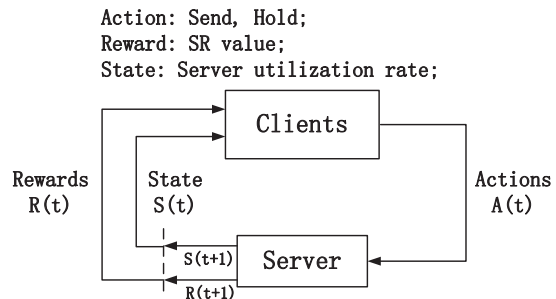 Action: Send, Hold;
Reward: SR value;
State: Server utilization rate;
Clients
Rewards
R(t)
State
S(t)
Actions
A(t)
S(t+1)
Server
R(t+1)